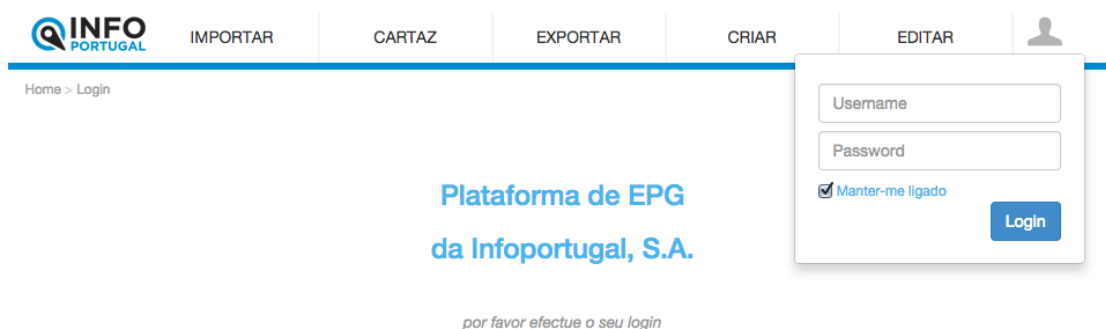 INFO
PORTUGAL
IMPORTAR
CARTAZ
EXPORTAR
CRIAR
EDITAR
Home > Login
Username
Password
Manter-me ligado
Login
Plataforma de EPG
da Infoportugal, S.A.
por favor efectue o seu login